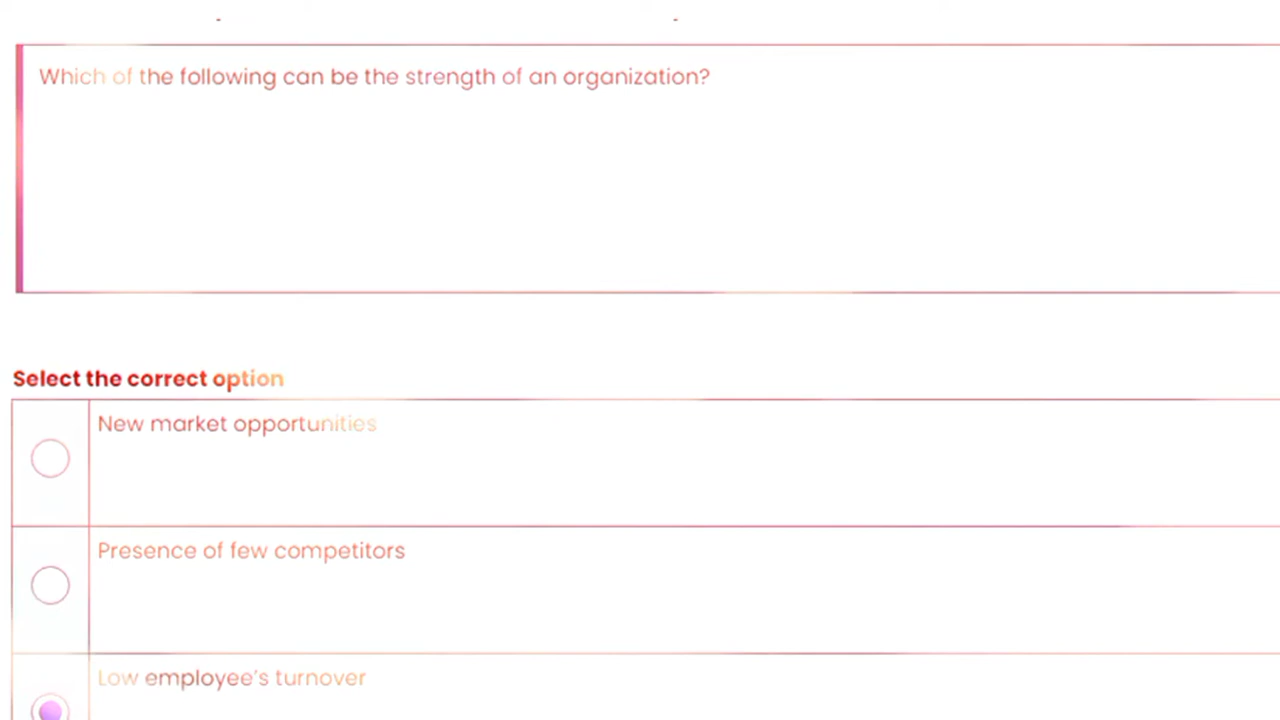 Which of the following can be the strength of an organization?
Select the correct option
New market opportunities
Presence of few competitors
Low employee's turnover